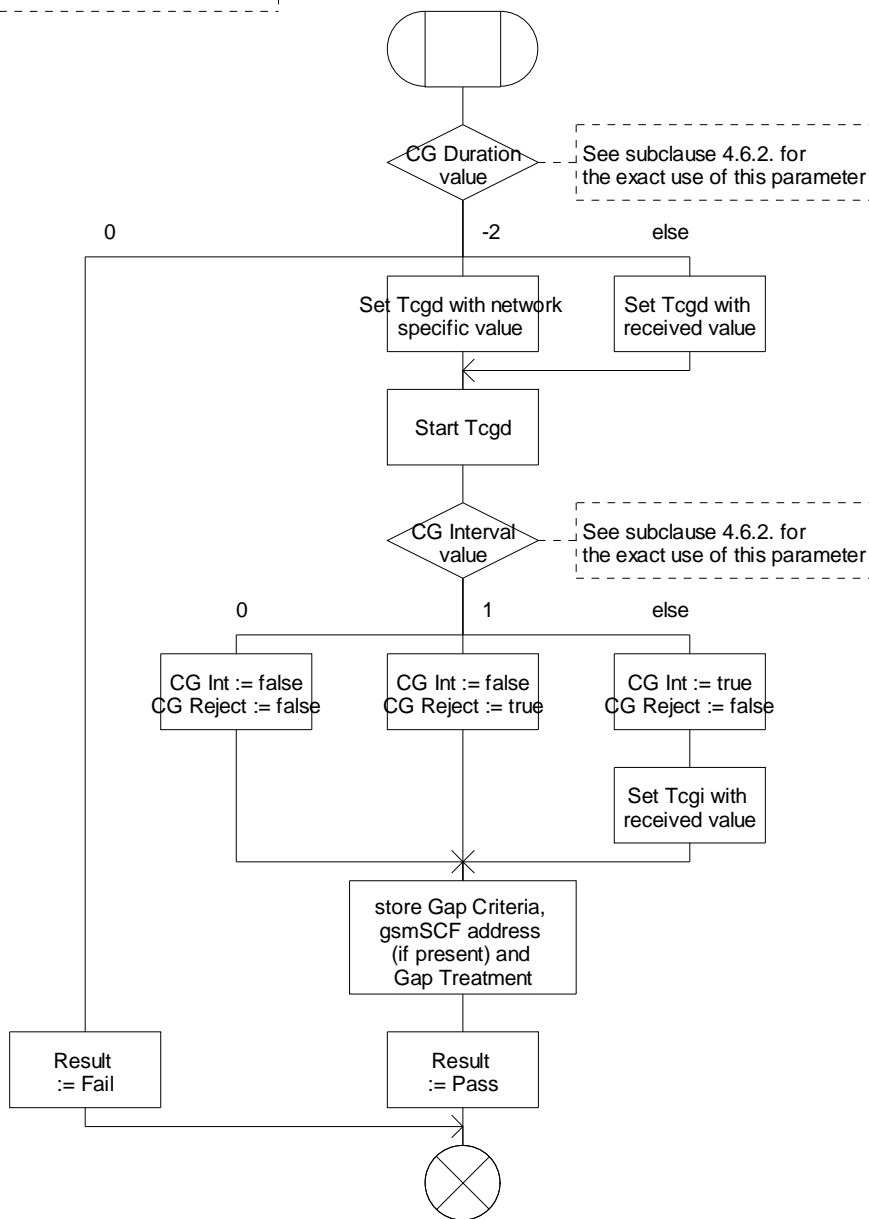 CG Duration
value
See subclause 4.6.2. for
the exact use of this parameter
0
-2
else
Set Tcgd with network
specific value
Set Tcgd with
received value
Start Tcgd
CG Interval
value
See subclause 4.6.2. for
the exact use of this parameter
0
1
else
CG Int := false
CG Reject := false
CG Int := false
CG Reject := true
CG Int := true
CG Reject := false
Set Tcgi with
received value
store Gap Criteria,
gsmSCF address
(if present) and
Gap Treatment
Result
:= Fail
Result
:= Pass